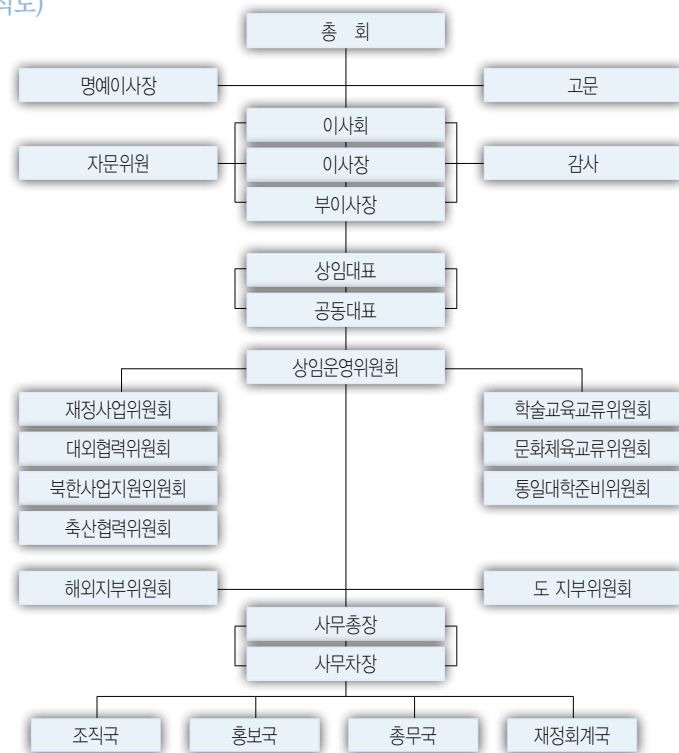 총 회
명예이사장
고문
이사회
자문위원
이사장
감사
부이사장
상임대표
공동대표
상임운영위원회
재정사업위원회
학술교육교류위원회
대외협력위원회
문화체육교류위원회
북한사업지원위원회
통일대학준비위원회
축산협력위원회
해외지부위원회
도 지부위원회
사무총장
사무차장
조직국
홍보국
총무국
재정회계국